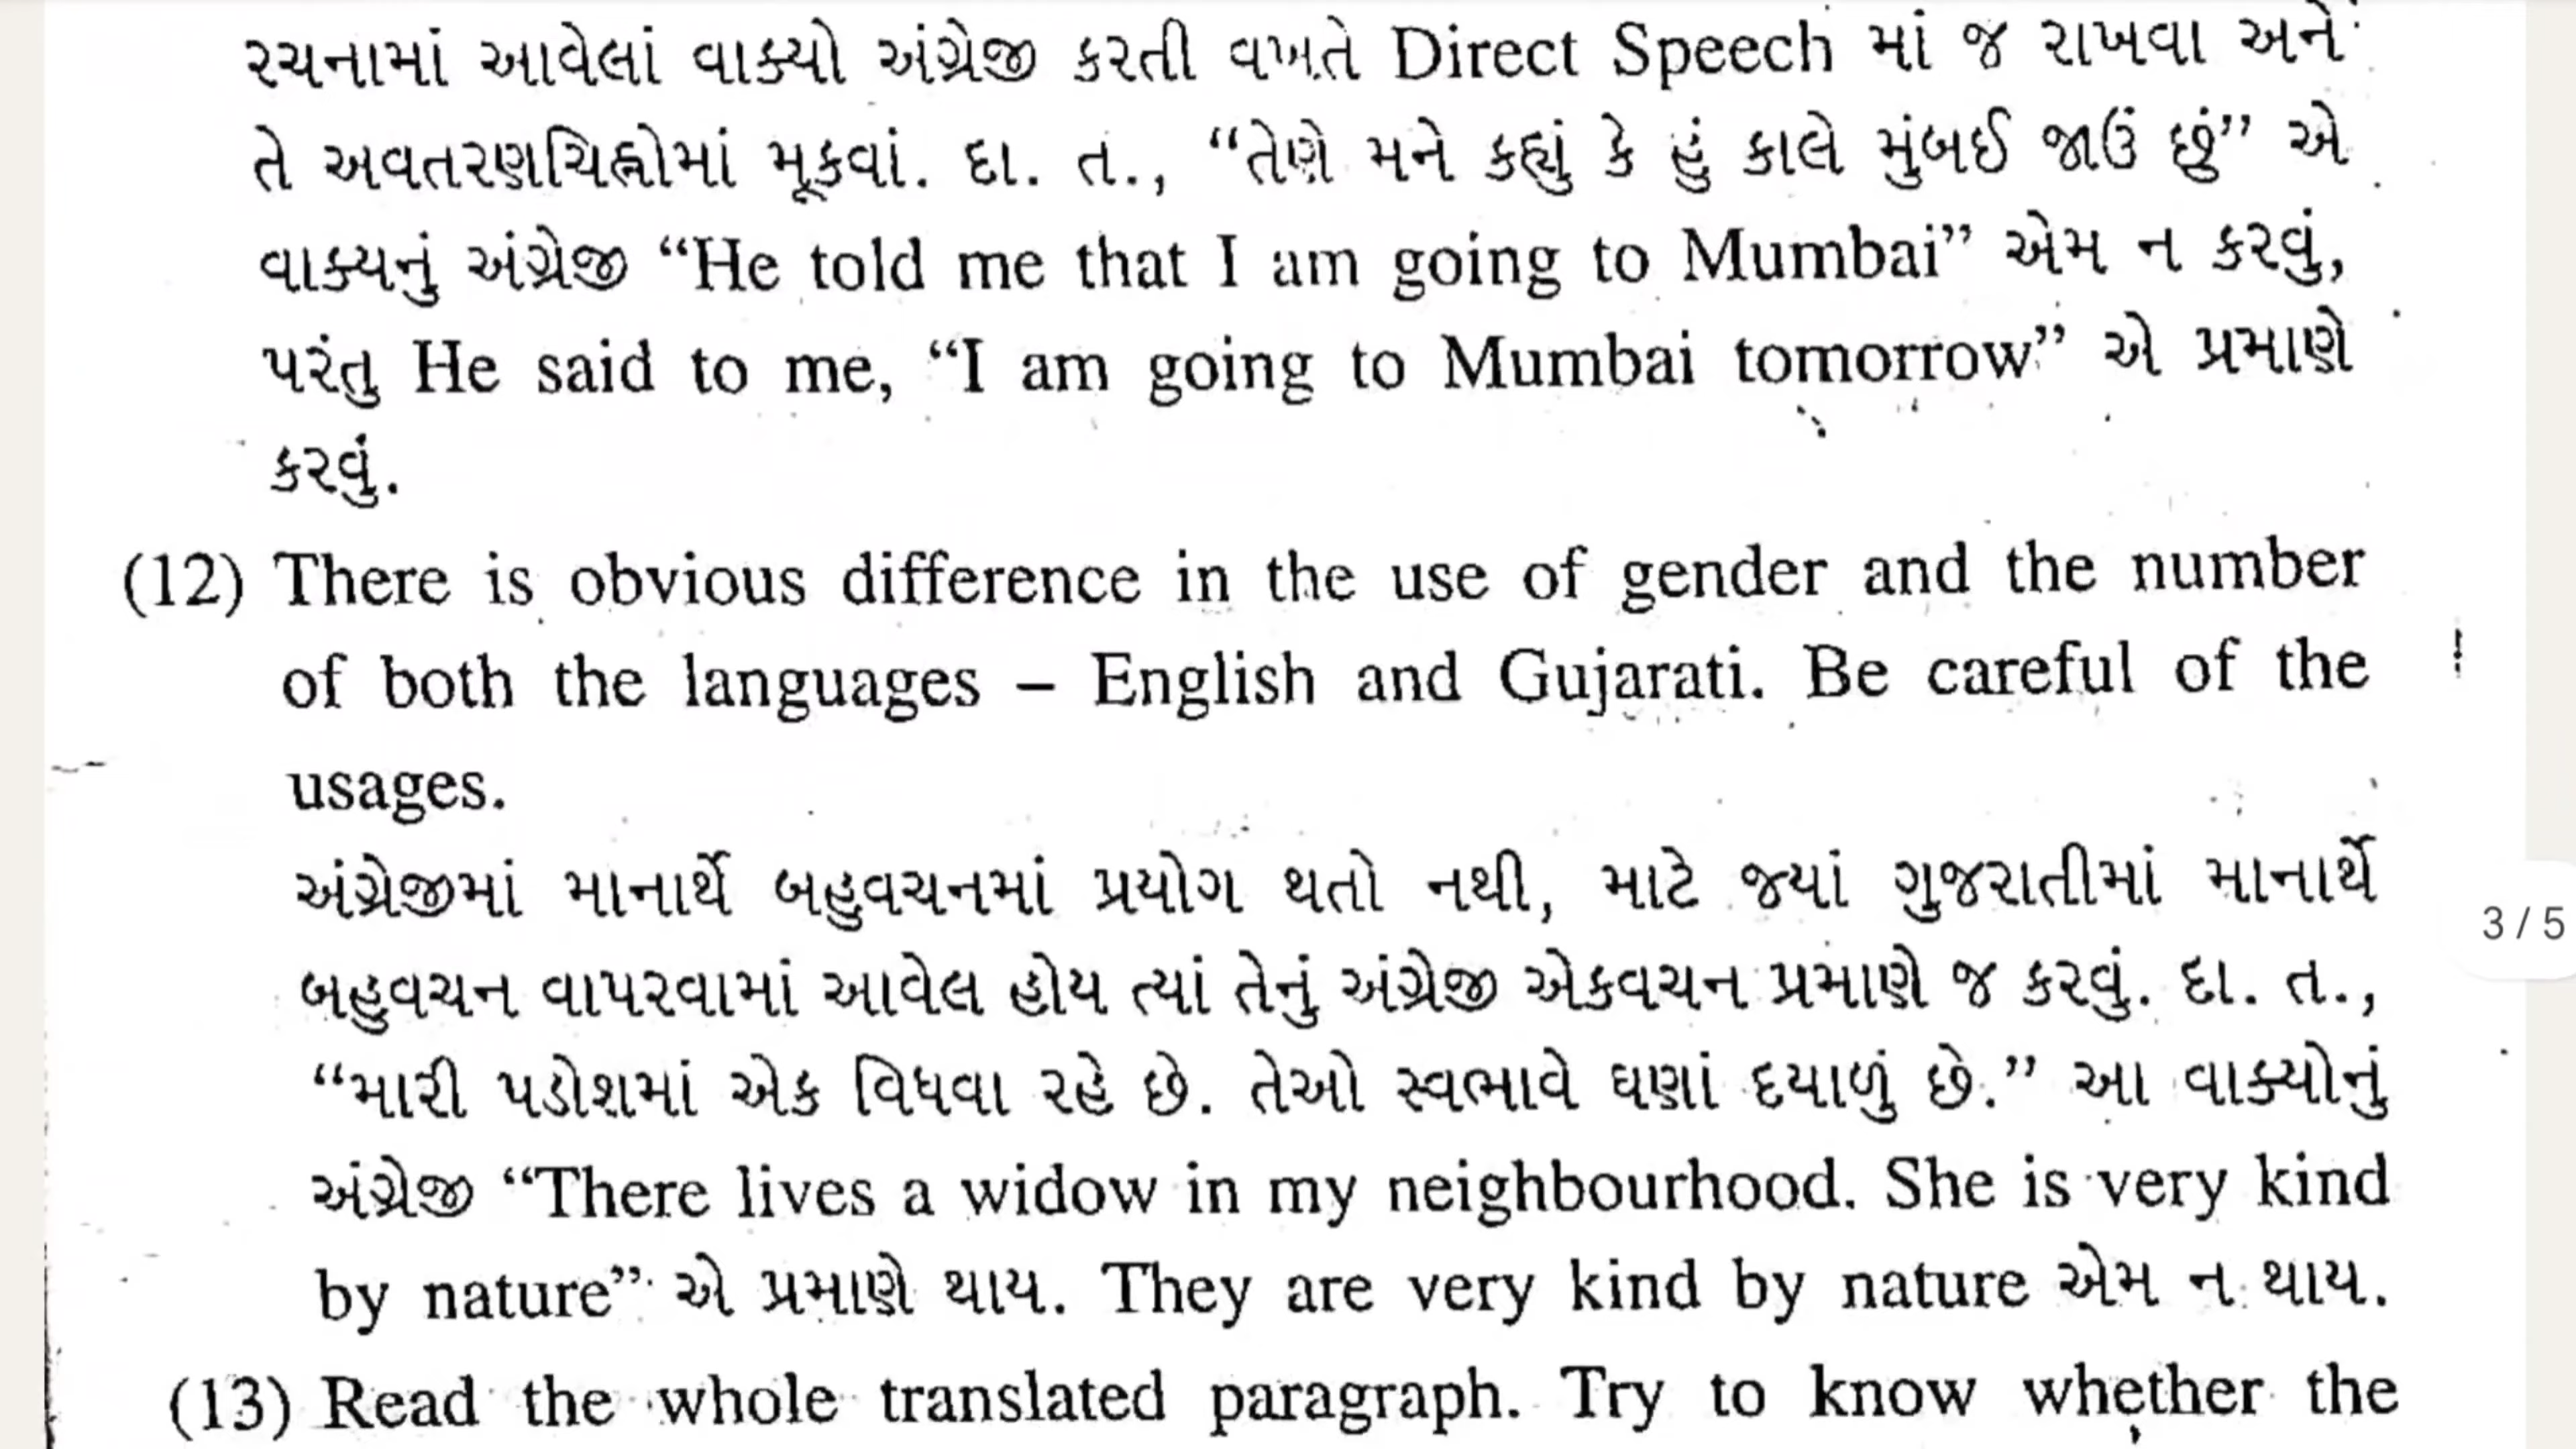 રચનામાં આવેલાં વાક્યો અંગ્રેજી કરતી વખતે Direct Speech માં જ રાખવા અને
તે અવતરણચિહ્નોમાં મૂકવાં. દા. ત., “તેણે મને કહ્યું કે હું કાલે મુંબઈ જાઉં છું” એ
વાક્યનું અંગ્રેજી “He told me that I am going to Mumbai” એમ ન કરવું,
પરંતુ He said to me, “I am going to Mumbai tomorrow” એ પ્રમાણે
કરવું.
(12) There is obvious difference in the use of gender and the number
of both the languages – English and Gujarati. Be careful of the
usages.
અંગ્રેજીમાં માનાર્થે બહુવચનમાં પ્રયોગ થતો નથી, માટે જ્યાં ગુજરાતીમાં માનાર્થે
બહુવચન વાપરવામાં આવેલ હોય ત્યાં તેનું અંગ્રેજી એકવચન પ્રમાણે જ કરવું. દા. ત.,
“મારી પડોશમાં એક વિધવા રહે છે. તેઓ સ્વભાવે ઘણાં દયાળું છે.” આ વાક્યોનું
અંગ્રેજી “There lives a widow in my neighbourhood. She is very kind
by nature” એ પ્રમાણે થાય. They are very kind by nature એમ ન થાય.
3 / 5
(13) Read the whole translated paragraph. Try to know whether the